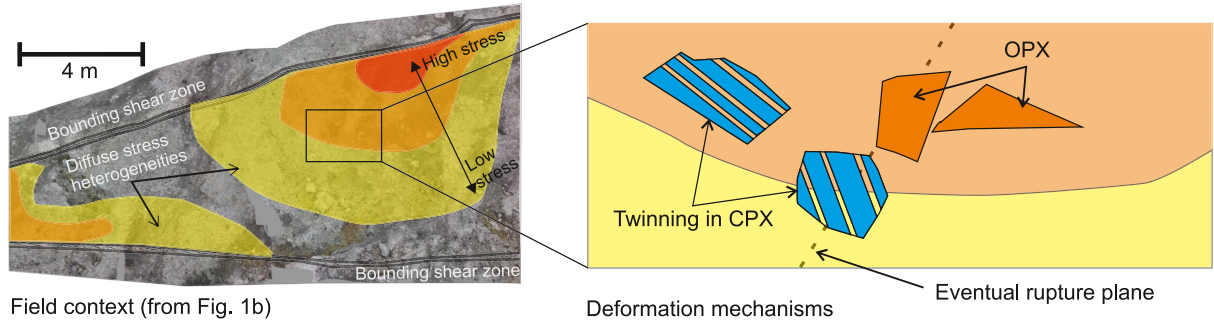 4 m
Bounding shear zone
Diffuse stress
heterogeneities
High stress
Low
stress
Bounding shear zone
Field context (from Fig. 1b)
OPX
Twinning in CPX
Eventual rupture plane
Deformation mechanisms